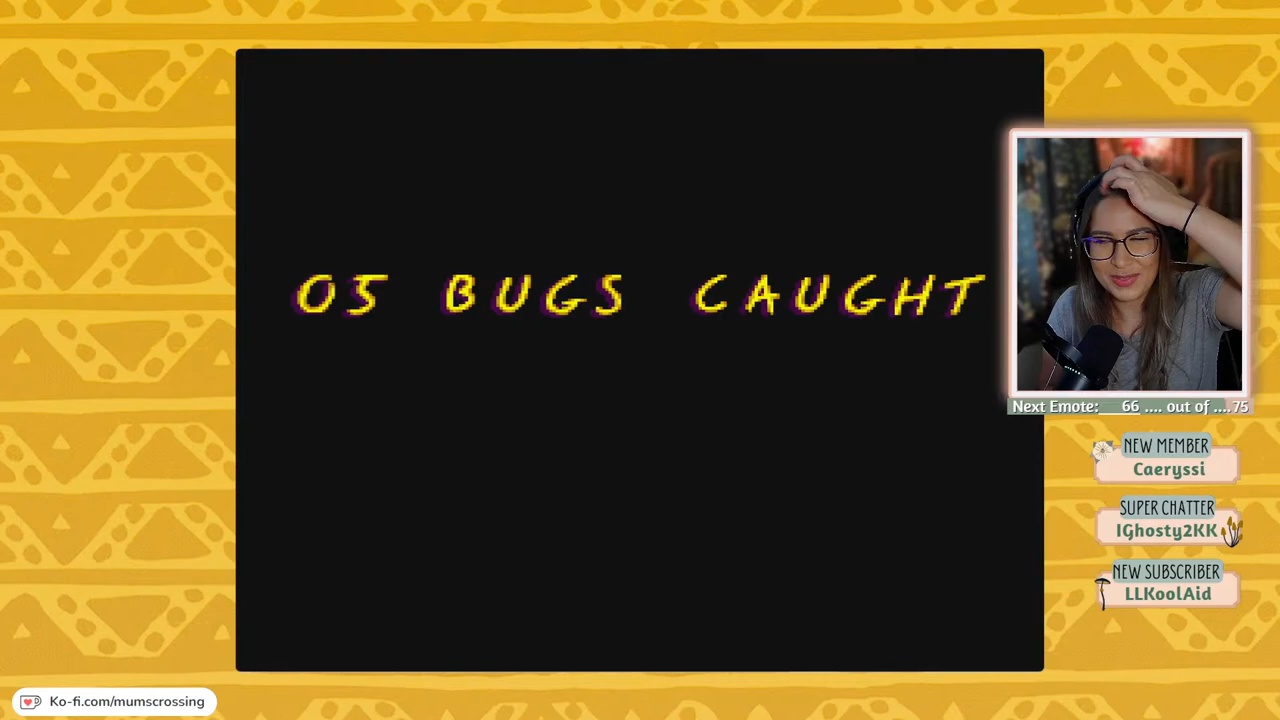 05 BUGS CAUGHT
Next Emote:___66 .... out of ....75
NEW MEMBER
Caeryssi
SUPER CHATTER
IGhosty2KK
NEW SUBSCRIBER
LLKoolAid
Ko-fi.com/mumscrossing